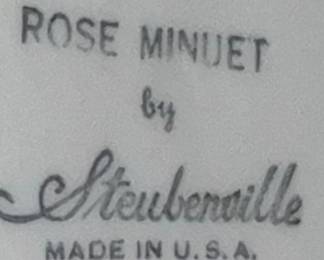 ROSE MINUET
by
Steubenville
MADE IN U.S.A.